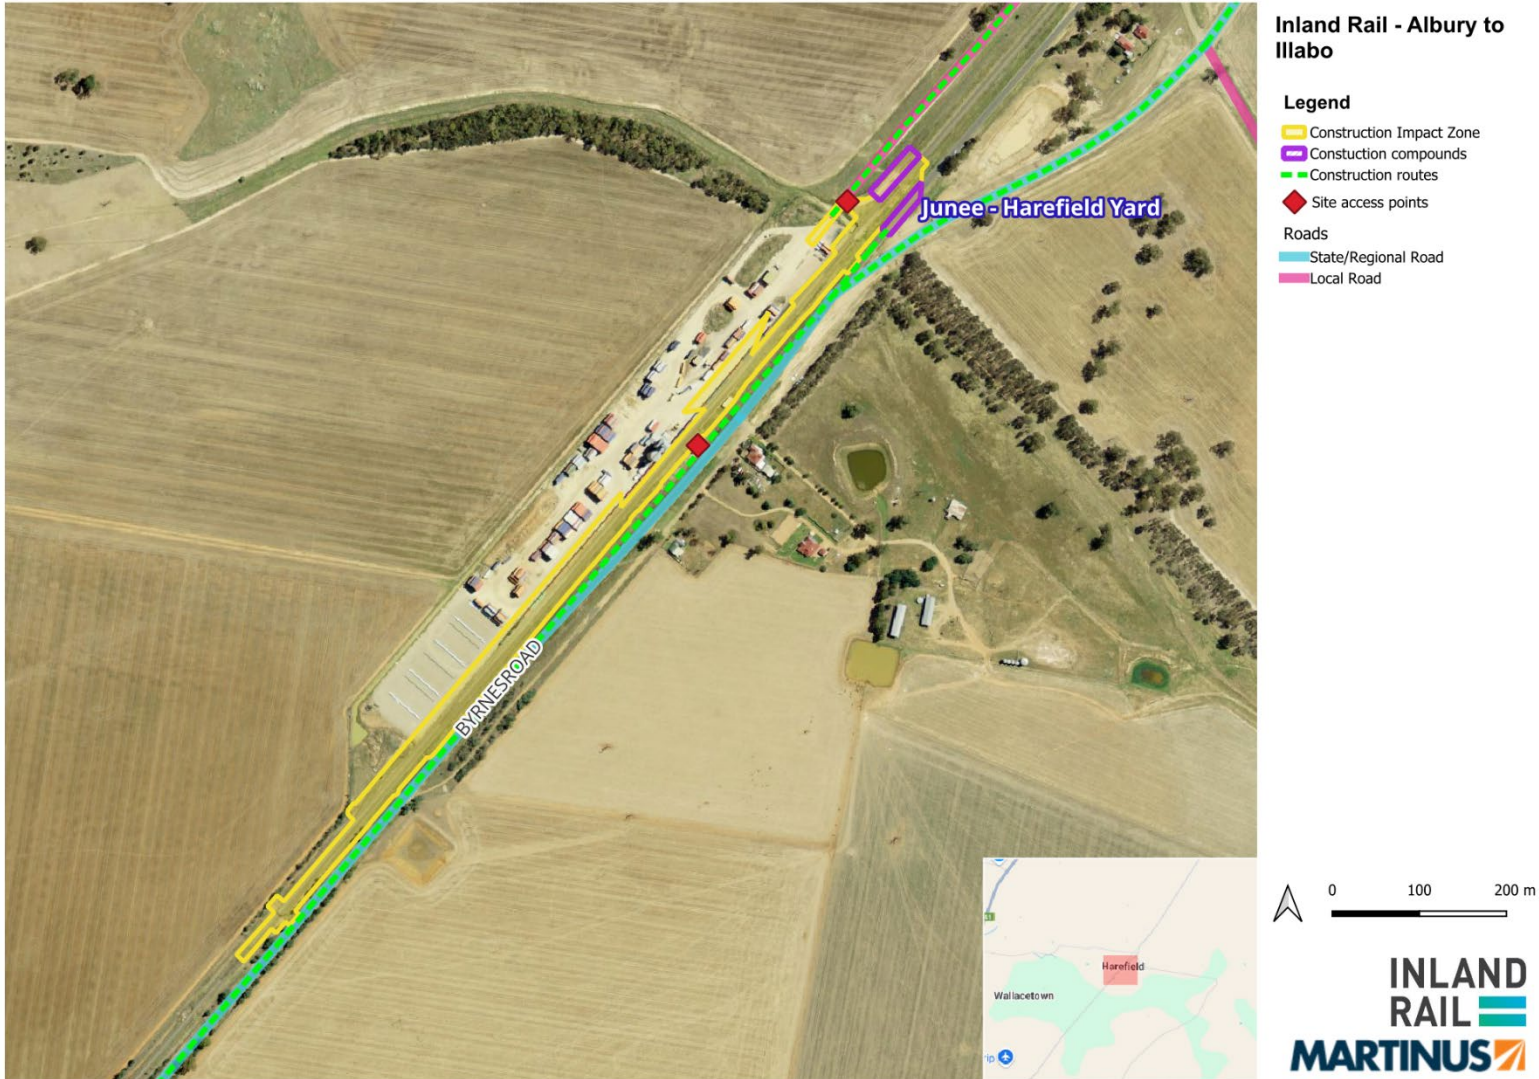 Inland Rail - Albury to
Illabo
Legend
Construction Impact Zone
Constuction compounds
Construction routes
Site access points
Roads
State/Regional Road
Local Road
Junee - Harefield Yard
BYRNESROAD
Harefield
Wallacetown
0 100 200 m
INLAND
RAIL
MARTINUS